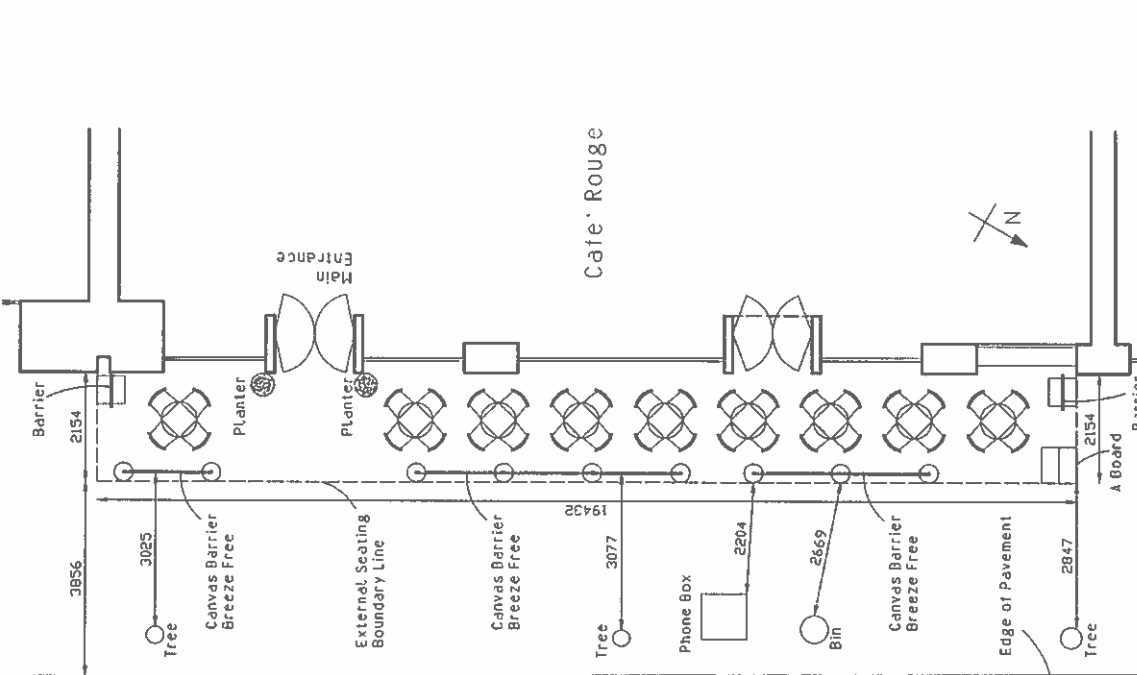 Cafe' Rouge
Main
Entrance
N
Barrier
2154
Planter
Planter
3856
3025
Canvas Barrier
Breeze Free
Tree
External Seating
Boundary Line
19432
Canvas Barrier
Breeze Free
3077
Tree
Phone Box
2204
2669
Bin
Canvas Barrier
Breeze Free
Edge of Pavement
2847
Tree
2154
A Board